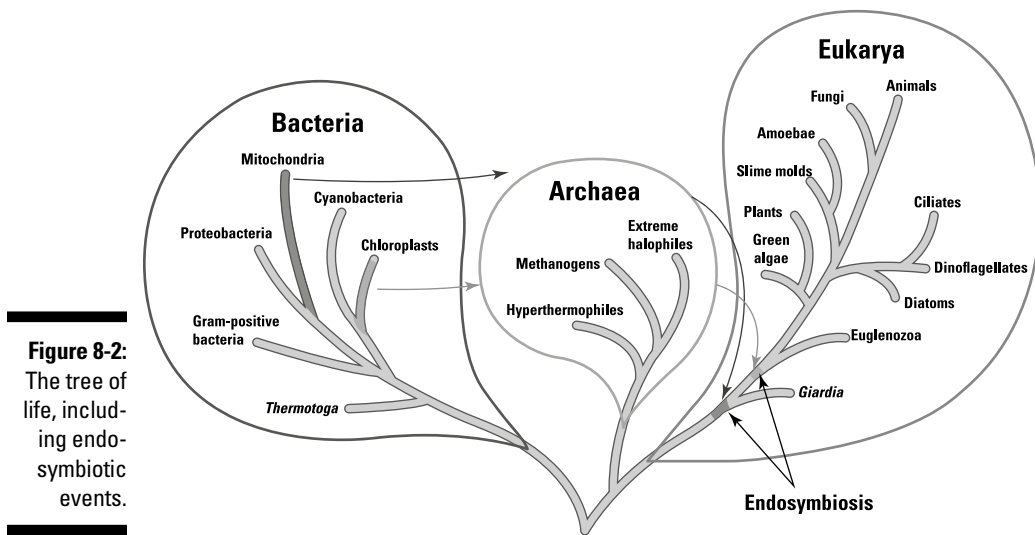 Figure 8-2:
The tree of
life, includ-
ing endo-
symbiotic
events.
Bacteria
Mitochondria
Cyanobacteria
Proteobacteria
Chloroplasts
Gram-positive
bacteria
Thermotoga
Archaea
Extreme
halophiles
Methanogens
Hyperthermophiles
Eukarya
Animals
Fungi
Amoebae
Slime molds
Plants
Green
algae
Ciliates
Dinoflagellates
Diatoms
Euglenozoa
Giardia
Endosymbiosis